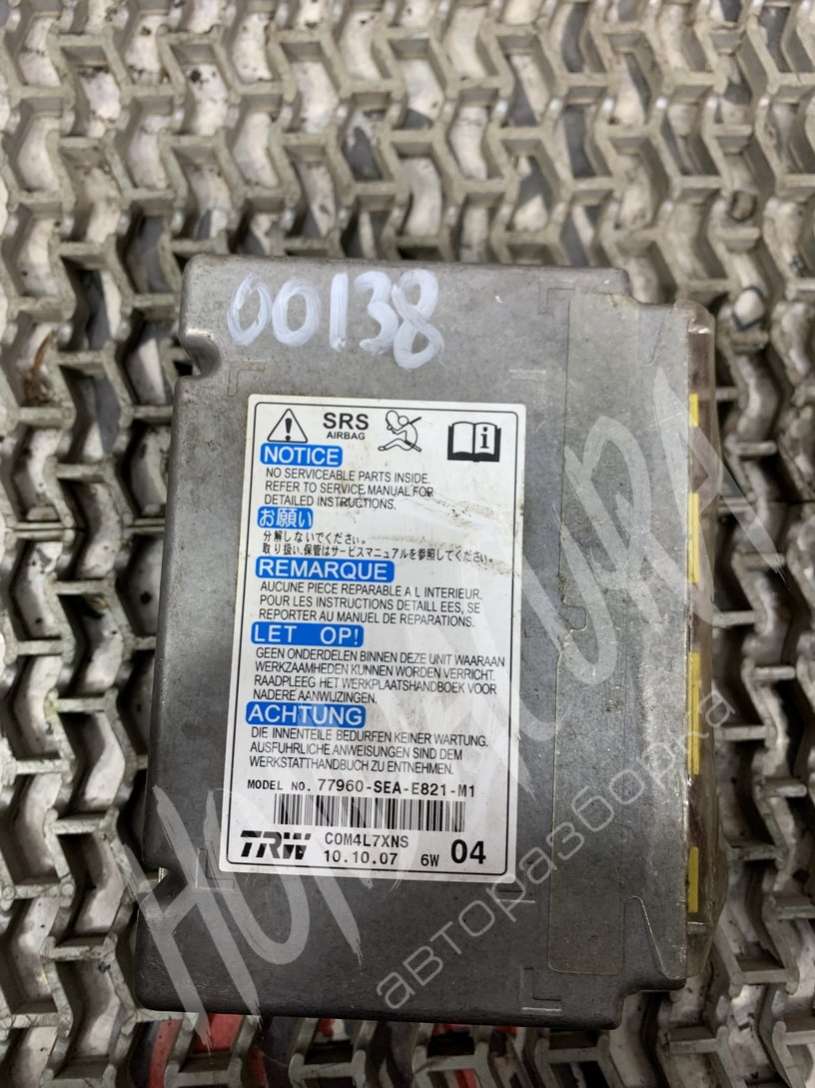 00138
SRS
AIRBAG
i
NOTICE
NO SERVICEABLE PARTS INSIDE.
REFER TO SERVICE MANUAL FOR
DETAILED INSTRUCTIONS.
お願い
分解しないでください。
取り扱い、保管はサービスマニュアルを参照してください。
REMARQUE
AUCUNE PIECE REPARABLE A L INTERIEUR.
POUR LES INSTRUCTIONS DETAILL EES, SE
REPORTER AU MANUEL DE REPARATIONS.
LET OP!
GEEN ONDERDELEN BINNEN DEZE UNIT WAARAAN
WERKZAAMHEDEN KUNNEN WORDEN VERRICHT.
RAADPLEEG HET WERKPLAATSHANDBOEK VOOR
NADERE AANWIJZINGEN.
ACHTUNG
DIE INNENTEILE BEDURFEN KEINER WARTUNG.
AUSFUHRLICHE ANWEISUNGEN SIND DEM
WERKSTATTHANDBUCH ZU ENTNEHMEN.
MODEL NO. 77960-SEA-E821-M1
TRW C0M4L7XNS
10.10.07 6W 04
авторазборка